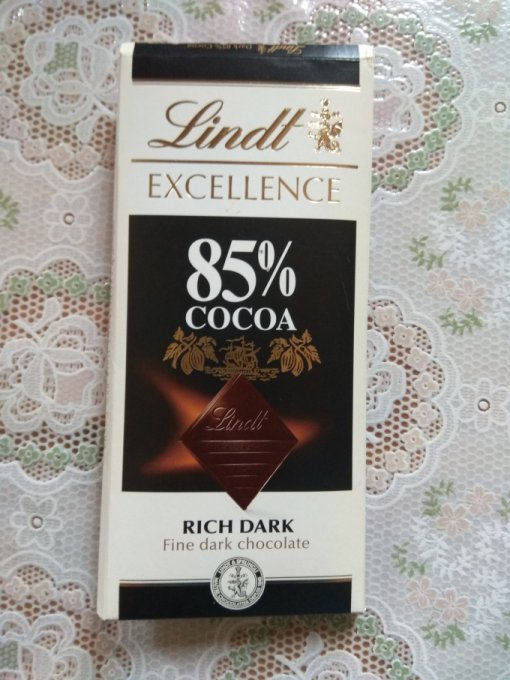 Lindt
EXCELLENCE
85%
COCOA
Lindt
RICH DARK
Fine dark chocolate